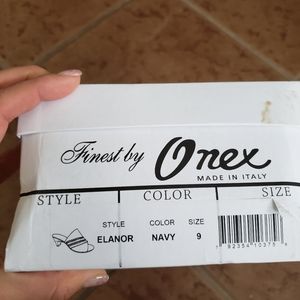 Finest by Onex
MADE IN ITALY
STYLE COLOR SIZE
STYLE COLOR SIZE
ELANOR NAVY 9